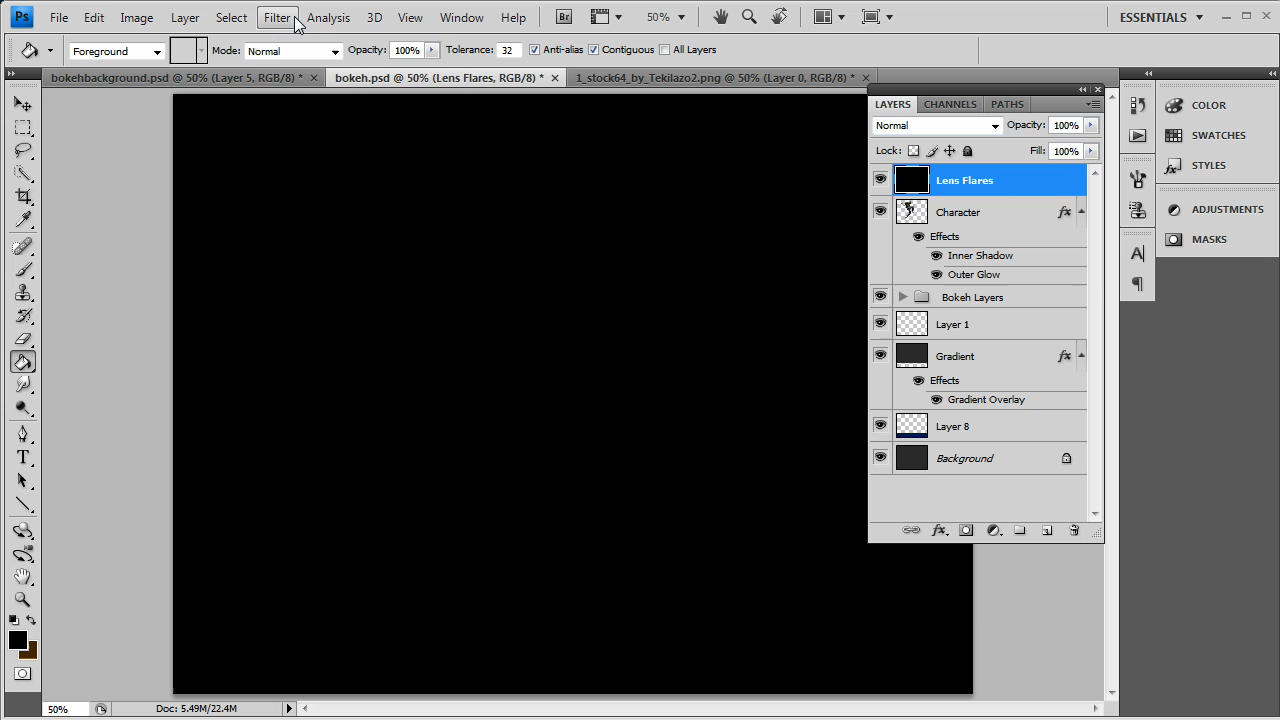 Ps File Edit Image Layer Select Filter Analysis 3D View Window Help Br 50% ESSENTIALS
Foreground Mode: Normal Opacity: 100% Tolerance: 32 Anti-alias Contiguous All Layers
bokehbackground.psd @ 50% (Layer 5, RGB/8) * bokeh.psd @ 50% (Lens Flares, RGB/8) * 1_stock64_by_Tekilazo2.png @ 50% (Layer 0, RGB/8) *
LAYERS CHANNELS PATHS
Normal Opacity: 100%
Lock: Fill: 100%
Lens Flares
Character fx
Effects
Inner Shadow
Outer Glow
Bokeh Layers
Layer 1
Gradient fx
Effects
Gradient Overlay
Layer 8
Background
fx
COLOR
SWATCHES
STYLES
ADJUSTMENTS
MASKS
50% Doc: 5.49M/22.4M